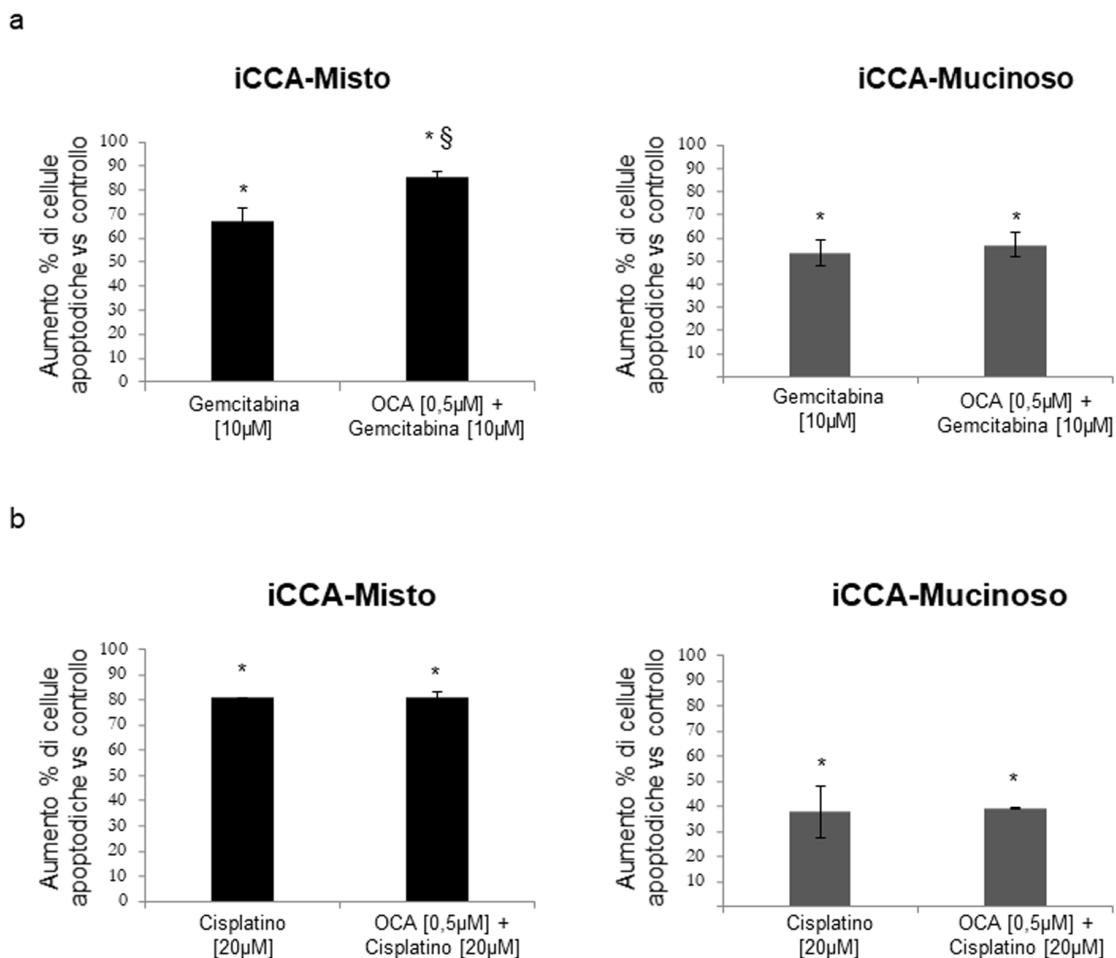 a
iCCA-Misto
Aumento % di cellule
apoptodiche vs controllo
100
90
80
70
60
50
40
30
20
10
0
*
* §
Gemcitabina
[10µM]
OCA [0,5µM] +
Gemcitabina [10µM]
iCCA-Mucinoso
Aumento % di cellule
apoptodiche vs controllo
100
90
80
70
60
50
40
30
20
10
*
*
Gemcitabina
[10µM]
OCA [0,5µM] +
Gemcitabina [10µM]
b
iCCA-Misto
Aumento % di cellule
apoptodiche vs controllo
100
90
80
70
60
50
40
30
20
10
0
*
*
Cisplatino
[20µM]
OCA [0,5µM] +
Cisplatino [20µM]
iCCA-Mucinoso
Aumento % di cellule
apoptodiche vs controllo
100
90
80
70
60
50
40
30
20
10
*
*
Cisplatino
[20µM]
OCA [0,5µM] +
Cisplatino [20µM]